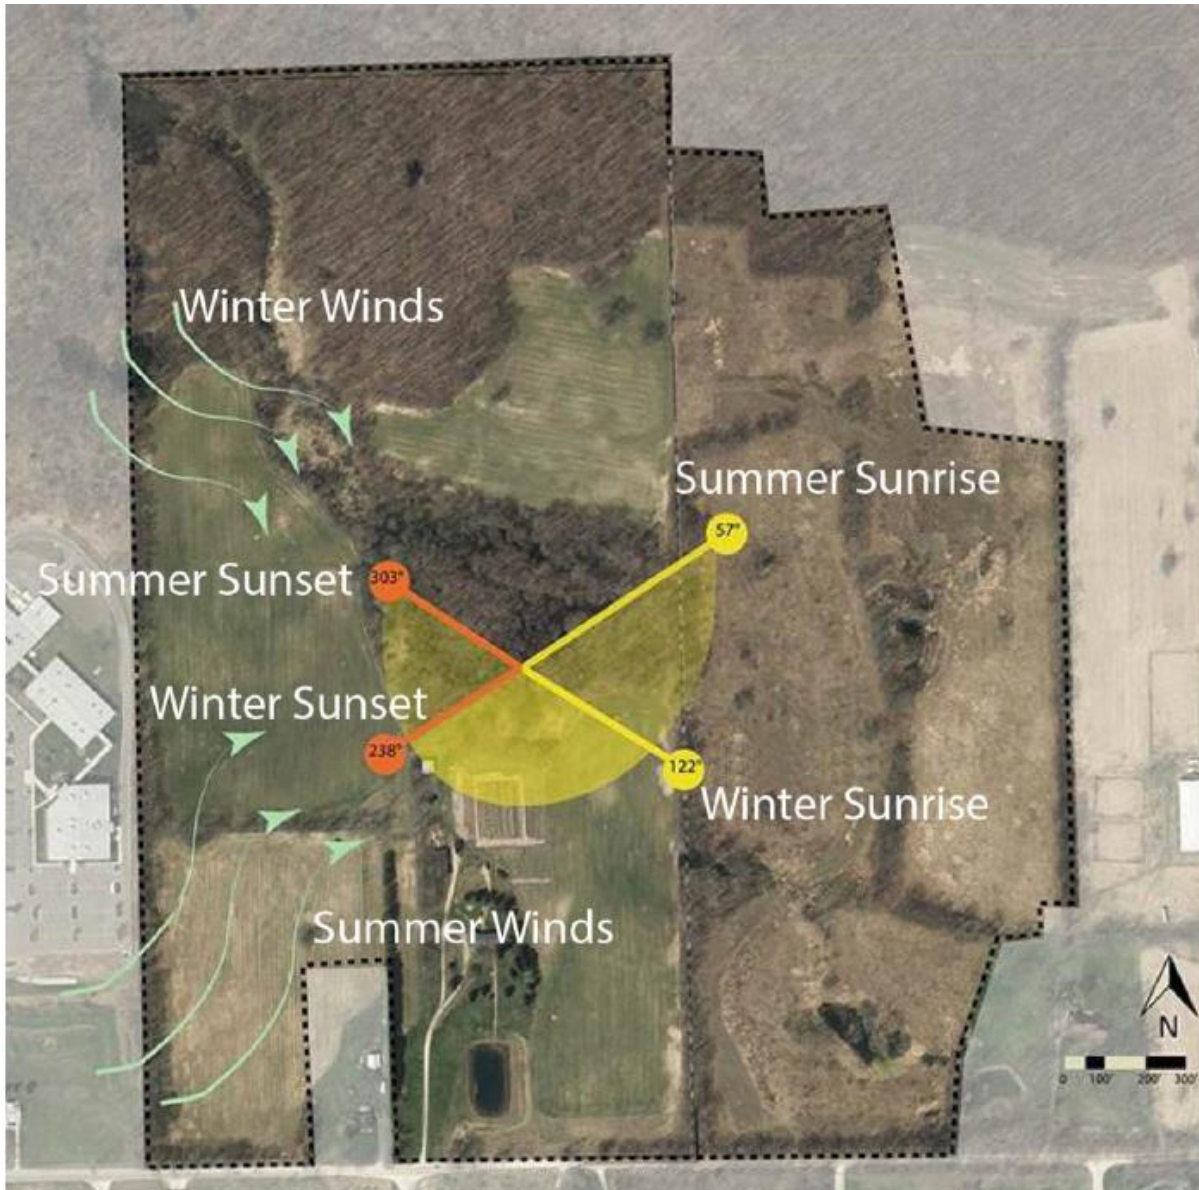 Winter Winds
Summer Sunrise
57°
Summer Sunset
303°
Winter Sunset
238°
122°
Winter Sunrise
Summer Winds
N
0 100' 200' 300'